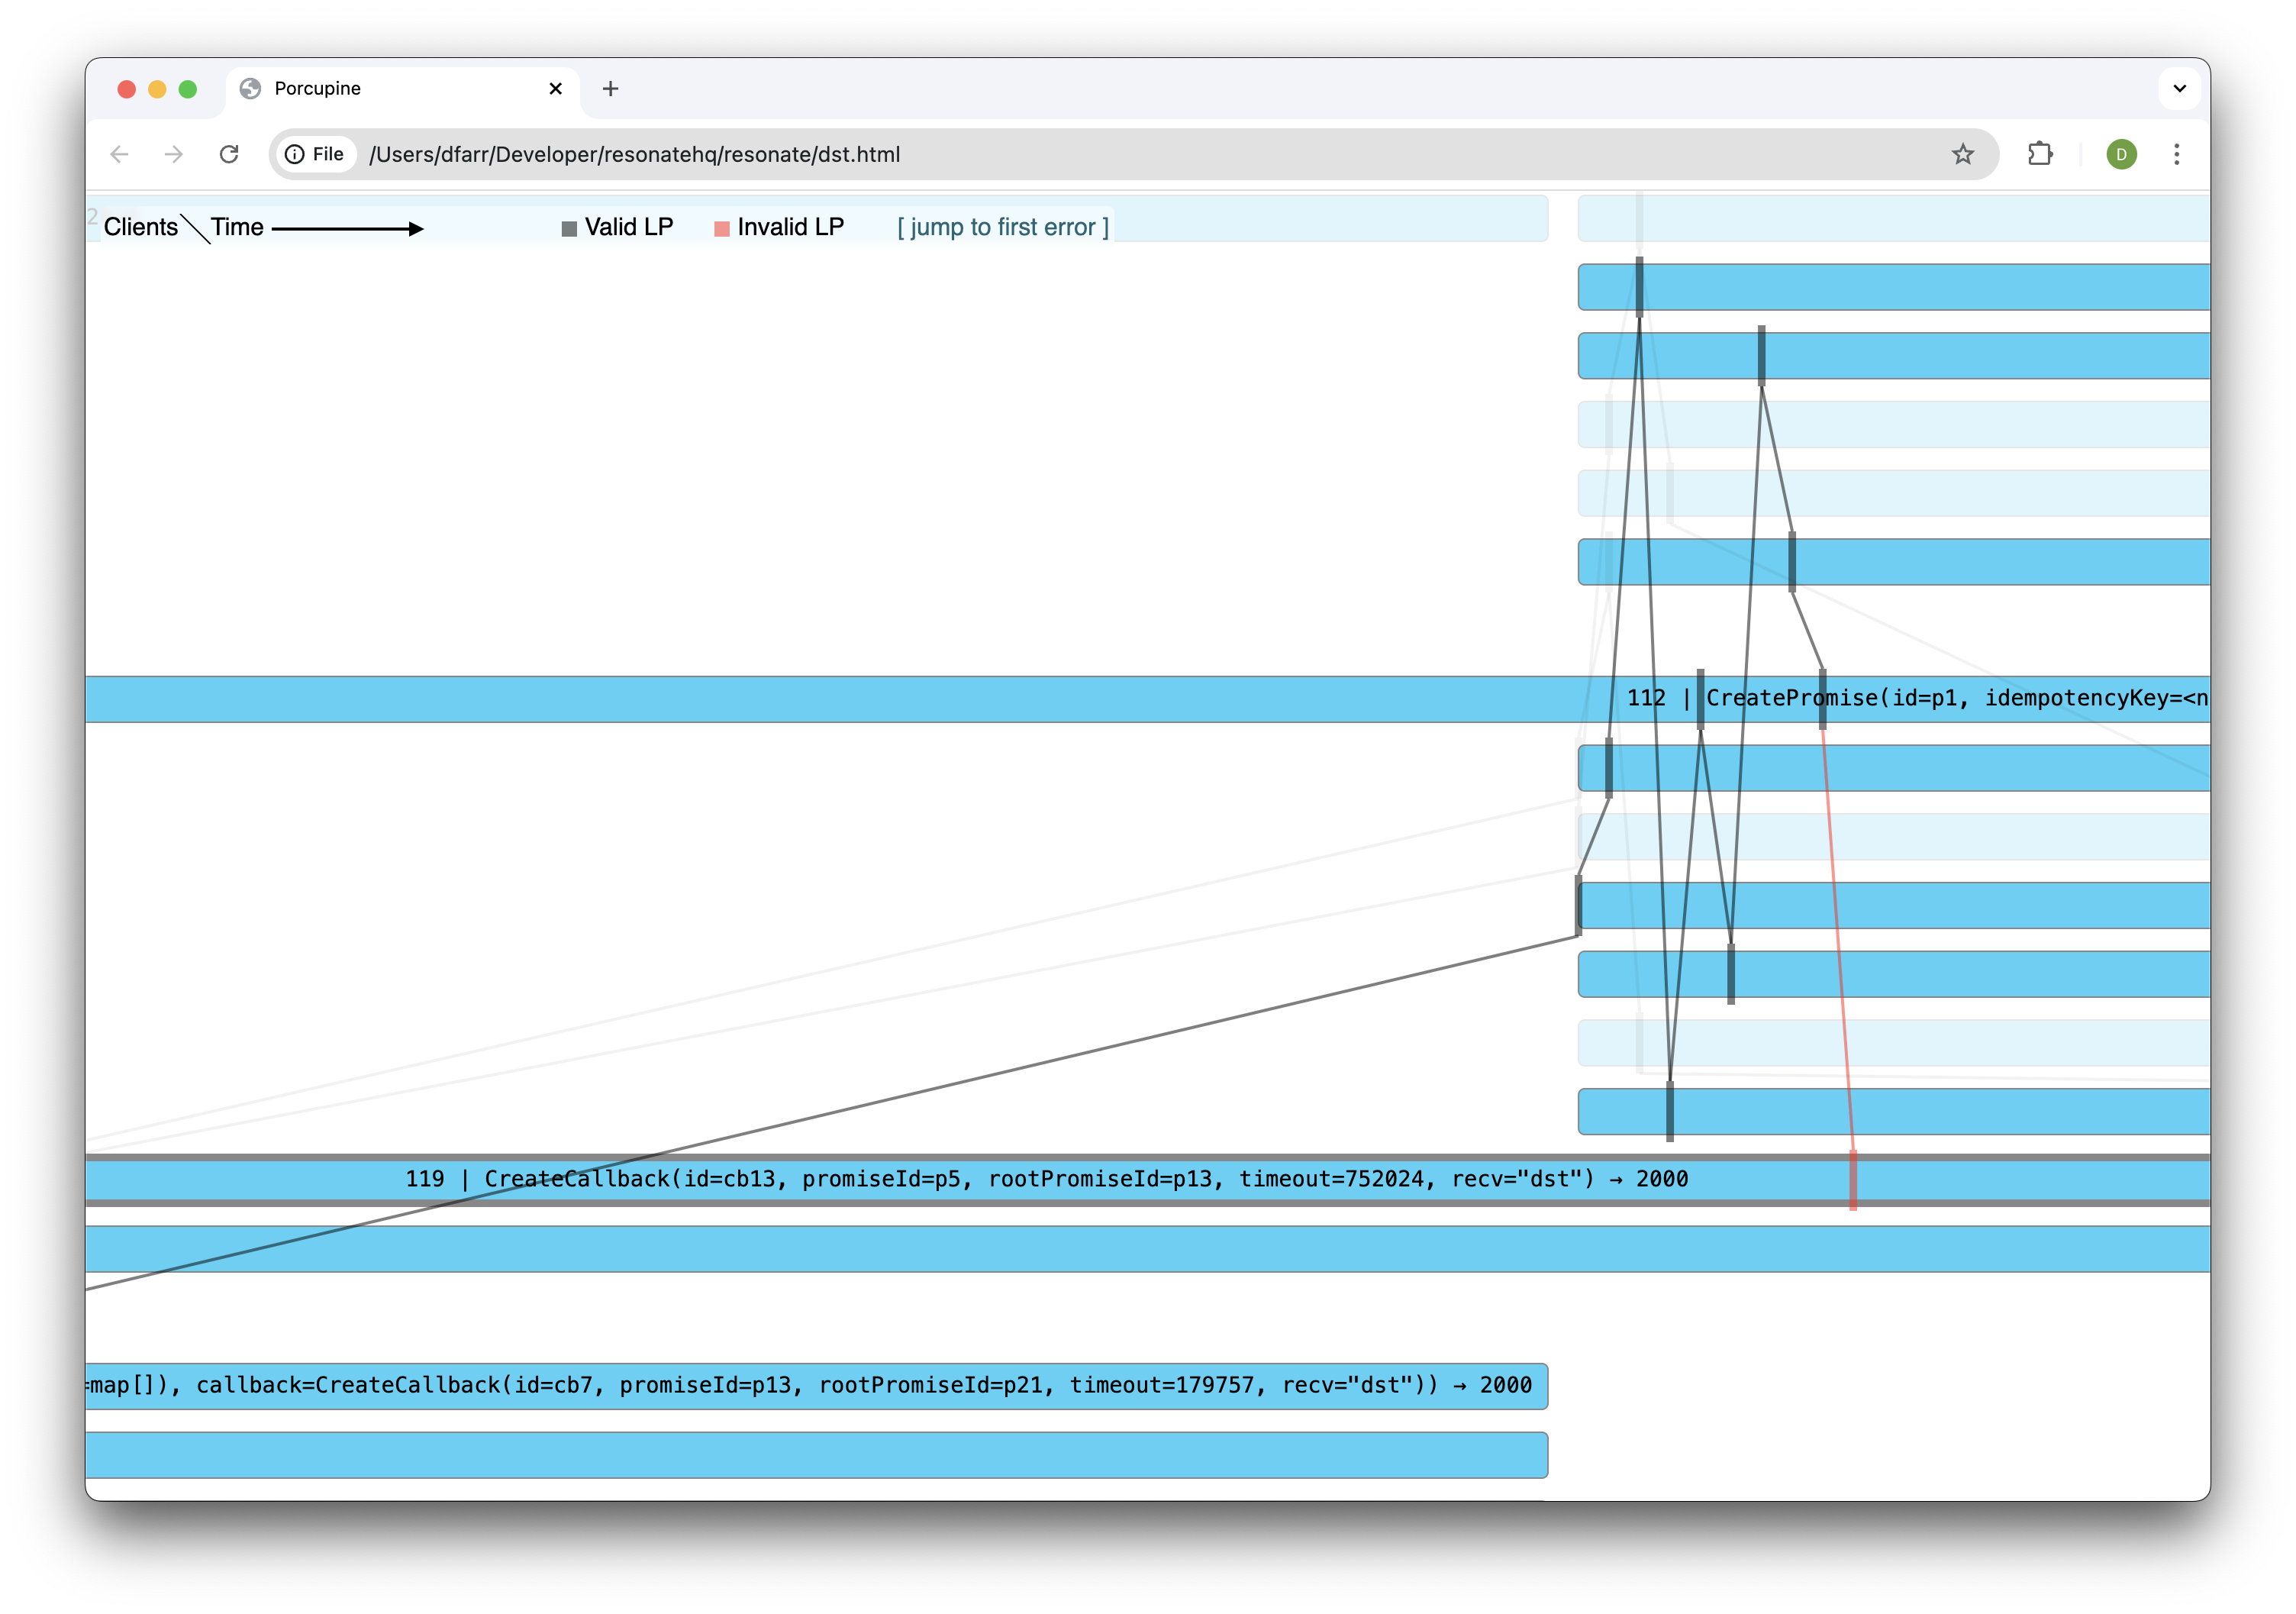 Porcupine
File /Users/dfarr/Developer/resonatehq/resonate/dst.html
D
2 Clients Time Valid LP Invalid LP [ jump to first error ]
112 | CreatePromise(id=p1, idempotencyKey=<n
119 | CreateCallback(id=cb13, promiseId=p5, rootPromiseId=p13, timeout=752024, recv="dst") → 2000
=map[]), callback=CreateCallback(id=cb7, promiseId=p13, rootPromiseId=p21, timeout=179757, recv="dst")) → 2000